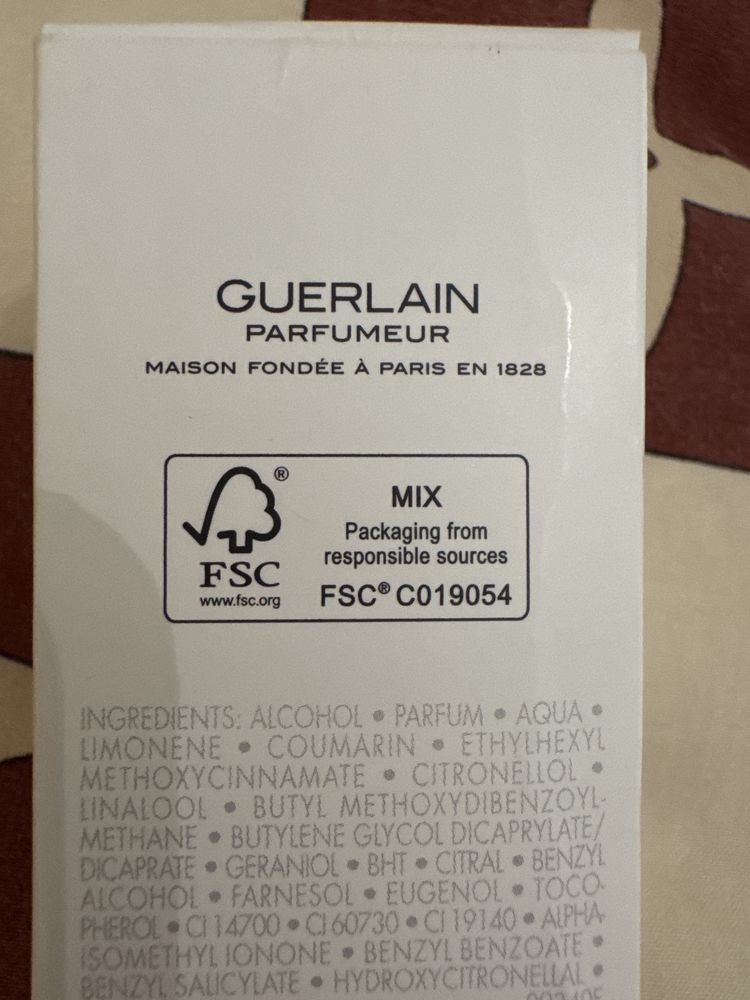 GUERLAIN
PARFUMEUR
MAISON FONDÉE À PARIS EN 1828
®
FSC
www.fsc.org
MIX
Packaging from
responsible sources
FSC® C019054
INGREDIENTS: ALCOHOL • PARFUM • AQUA •
LIMONENE • COUMARIN • ETHYLHEXYL
METHOXYCINNAMATE • CITRONELLOL •
LINALOOL • BUTYL METHOXYDIBENZOYL-
METHANE • BUTYLENE GLYCOL DICAPRYLATE/
DICAPRATE • GERANIOL • BHT • CITRAL • BENZYL
ALCOHOL • FARNESOL • EUGENOL • TOCO-
PHEROL • CI 14700 • CI 60730 • CI 19140 • ALPHA-
ISOMETHYL IONONE • BENZYL BENZOATE •
BENZYL SALICYLATE • HYDROXYCITRONELLAL •